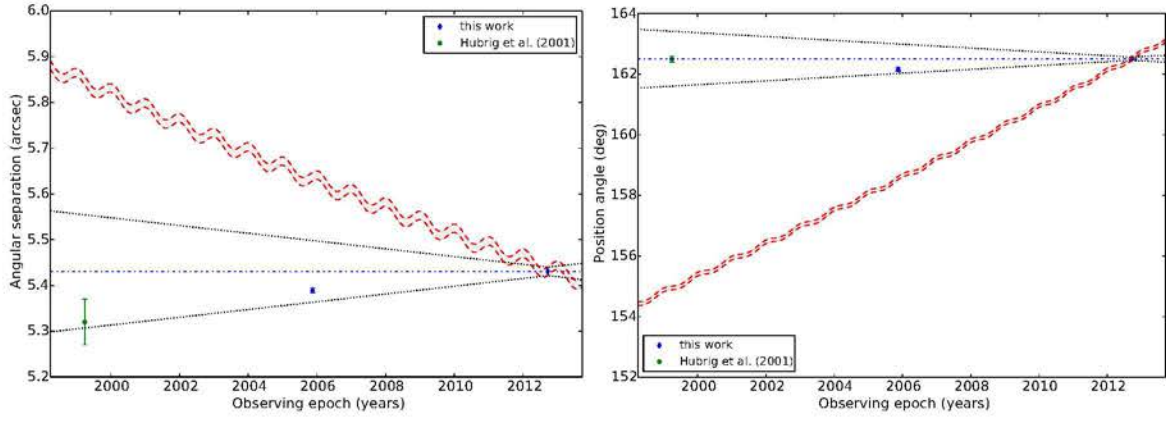 6.0
5.9
5.8
5.7
5.6
5.5
5.4
5.3
5.2
Angular separation (arcsec)
this work
Hubrig et al. (2001)
2000 2002 2004 2006 2008 2010 2012
Observing epoch (years)
164
162
160
158
156
154
152
Position angle (deg)
this work
Hubrig et al. (2001)
2000 2002 2004 2006 2008 2010 2012
Observing epoch (years)